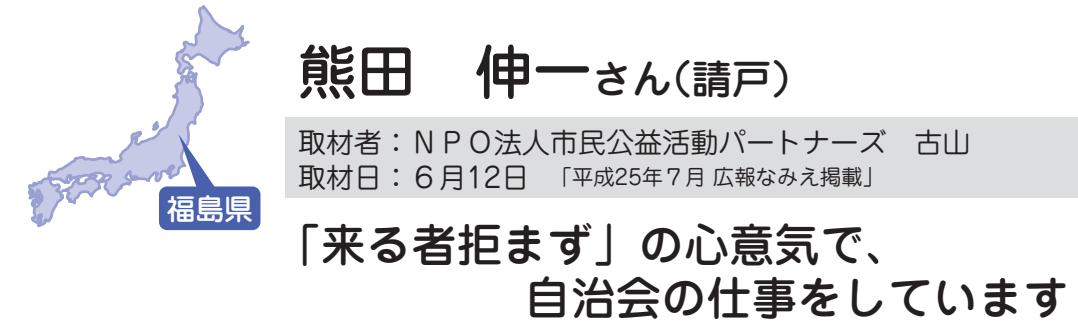 熊田　伸一さん（請戸）
取材者：ＮＰＯ法人市民公益活動パートナーズ　古山
取材日：６月12日　「平成25年７月 広報なみえ掲載」
福島県
「来る者拒まず」の心意気で、
自治会の仕事をしています